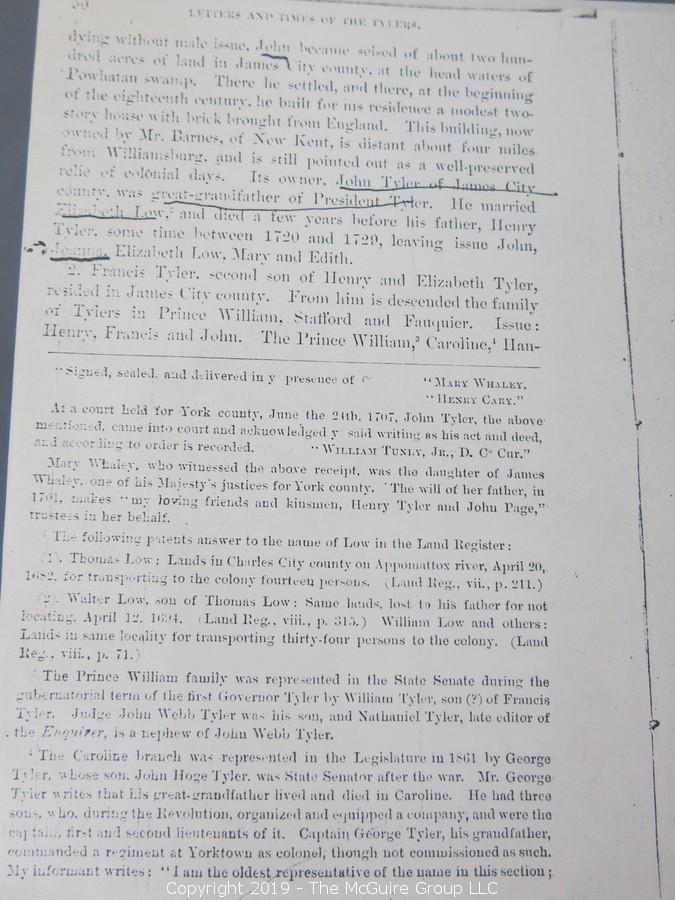 50
LETTERS AND TIMES OF THE TYLERS.
dying without male issue, John became seised of about two hun-
dred acres of land in James City county, at the head waters of
Powhatan swamp. There he settled, and there, at the beginning
of the eighteenth century, he built for his residence a modest two-
story house with brick brought from England. This building, now
owned by Mr. Barnes, of New Kent, is distant about four miles
from Williamsburg, and is still pointed out as a well-preserved
relic of colonial days. Its owner, John Tyler of James City
county, was great-grandfather of President Tyler. He married
Elizabeth Low,² and died a few years before his father, Henry
Tyler, some time between 1720 and 1729, leaving issue John,
Joanna, Elizabeth Low, Mary and Edith.
2. Francis Tyler, second son of Henry and Elizabeth Tyler,
resided in James City county. From him is descended the family
of Tylers in Prince William, Stafford and Fauquier. Issue:
Henry, Francis and John. The Prince William,³ Caroline,⁴ Han-
"Signed, sealed, and delivered in y presence of
"MARY WHALEY.
"HENRY CARY."
At a court held for York county, June the 24th, 1707, John Tyler, the above
mentioned, came into court and acknowledged y said writing as his act and deed,
and according to order is recorded. "WILLIAM TUNLY, JR., D. Cˢ Cur."
Mary Whaley, who witnessed the above receipt, was the daughter of James
Whaley, one of his Majesty's justices for York county. The will of her father, in
1701, makes "my loving friends and kinsmen, Henry Tyler and John Page,"
trustees in her behalf.
² The following patents answer to the name of Low in the Land Register:
(1). Thomas Low: Lands in Charles City county on Appomattox river, April 20,
1682, for transporting to the colony fourteen persons. (Land Reg., vii., p. 211.)
(2). Walter Low, son of Thomas Low: Same lands, lost to his father for not
locating, April 12, 1694. (Land Reg., viii., p. 315.) William Low and others:
Lands in same locality for transporting thirty-four persons to the colony. (Land
Reg., viii., p. 71.)
³ The Prince William family was represented in the State Senate during the
gubernatorial term of the first Governor Tyler by William Tyler, son (?) of Francis
Tyler. Judge John Webb Tyler was his son, and Nathaniel Tyler, late editor of
the Enquirer, is a nephew of John Webb Tyler.
⁴ The Caroline branch was represented in the Legislature in 1861 by George
Tyler, whose son, John Hoge Tyler, was State Senator after the war. Mr. George
Tyler writes that his great-grandfather lived and died in Caroline. He had three
sons, who, during the Revolution, organized and equipped a company, and were the
captain, first and second lieutenants of it. Captain George Tyler, his grandfather,
commanded a regiment at Yorktown as colonel, though not commissioned as such.
My informant writes: "I am the oldest representative of the name in this section;
Copyright 2019 - The McGuire Group LLC